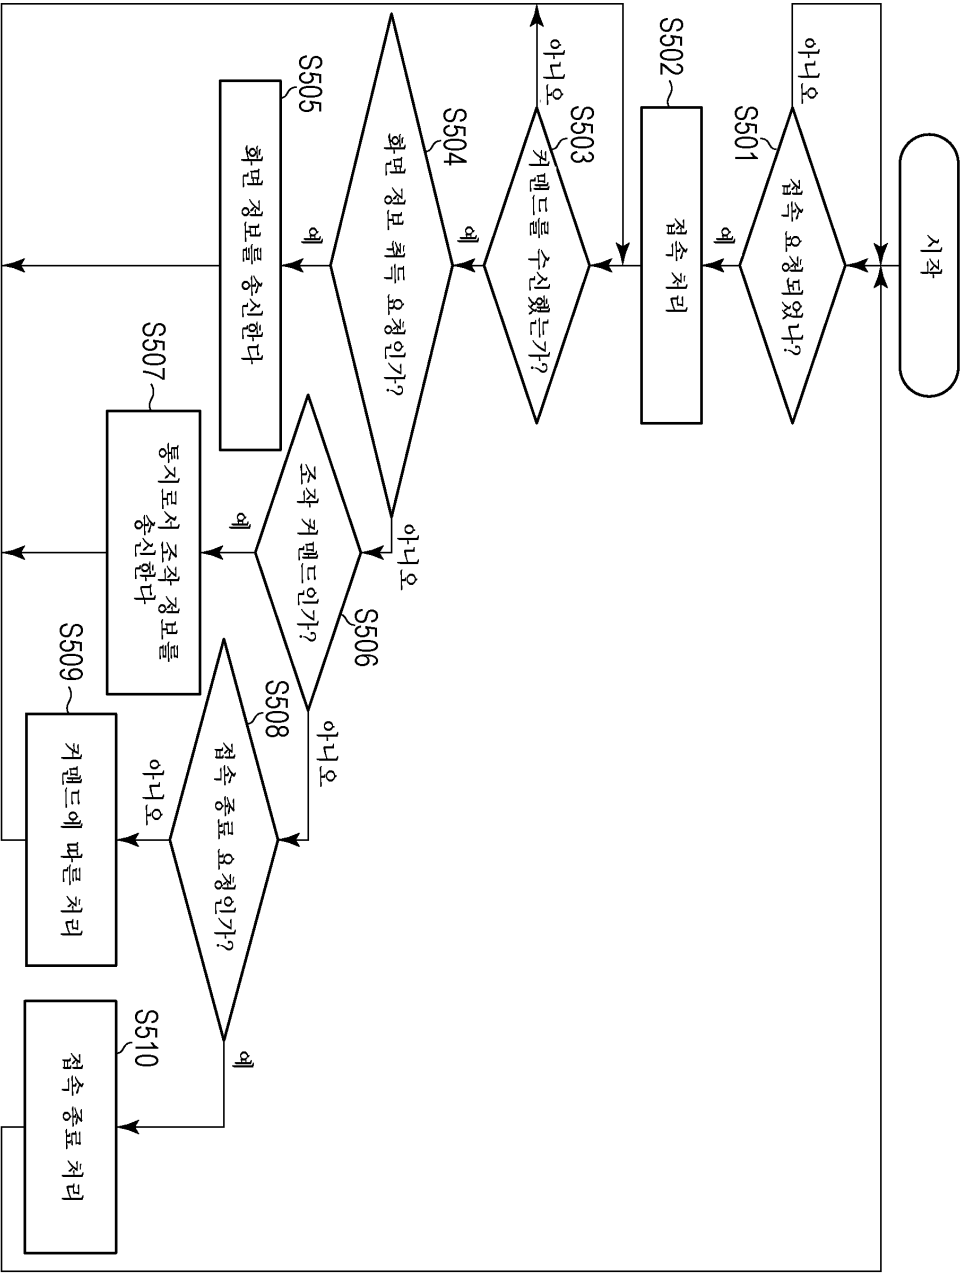 시작
S501
접속 요청되었나?
아니오
예
S502
접속 처리
S503
커맨드를 수신했는가?
아니오
예
S504
화면 정보 취득 요청인가?
아니오
예
S505
화면 정보를 송신한다
S506
조작 커맨드인가?
아니오
예
S507
통지로서 조작 정보를
송신한다
S508
접속 종료 요청인가?
아니오
예
S509
커맨드에 따른 처리
S510
접속 종료 처리